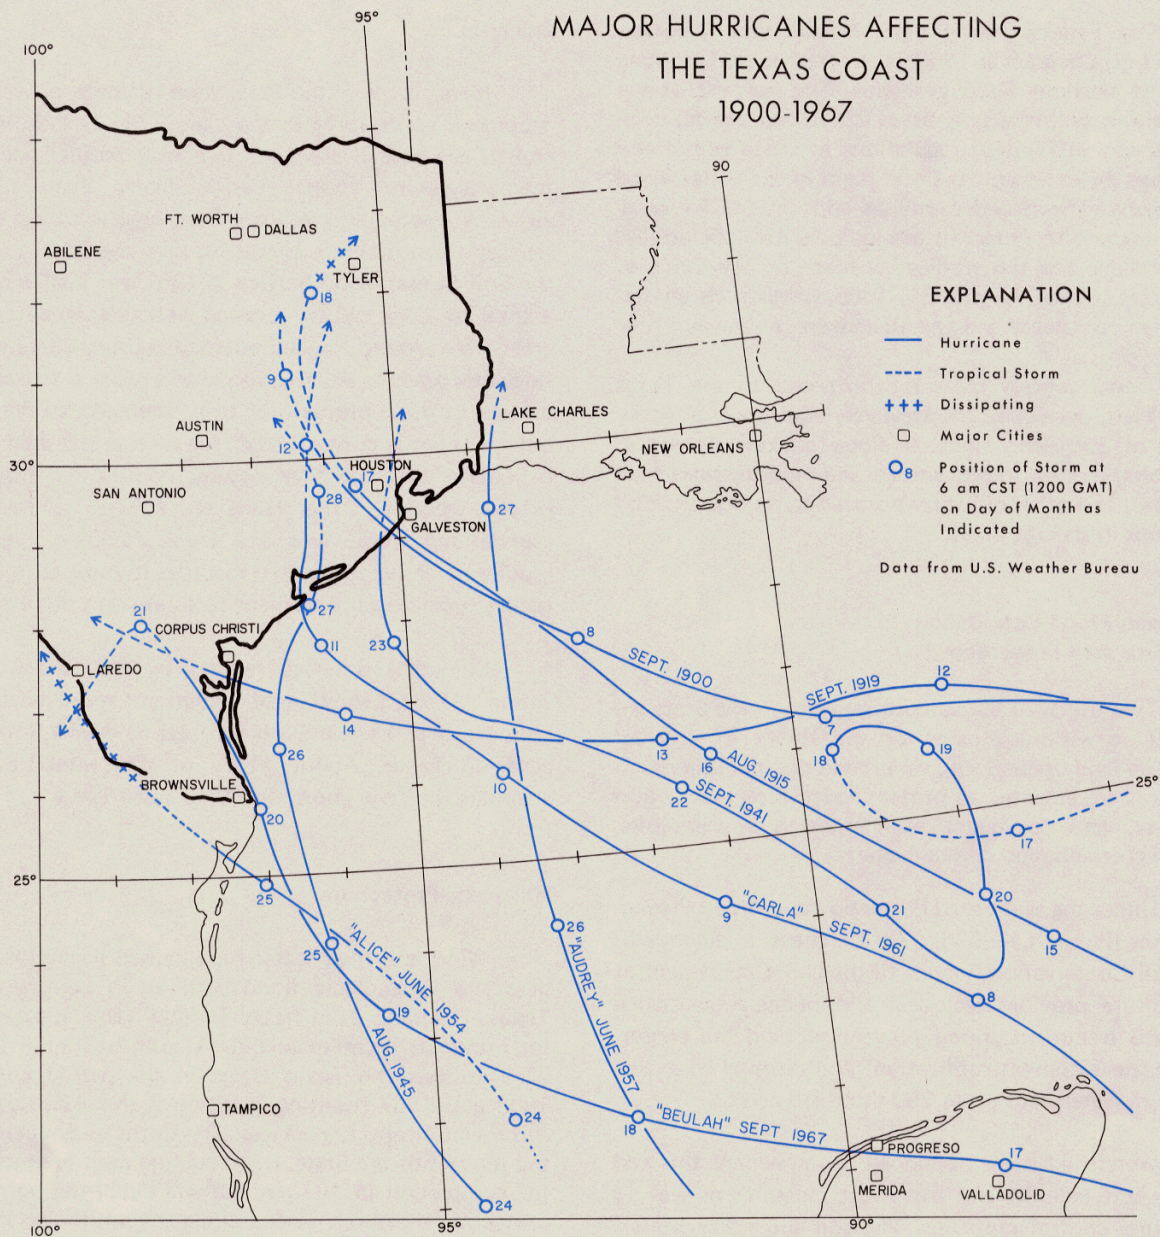 MAJOR HURRICANES AFFECTING
THE TEXAS COAST
1900-1967
95°
100°
90
FT. WORTH
DALLAS
ABILENE
TYLER
18
9
AUSTIN
12
LAKE CHARLES
NEW ORLEANS
30°
HOUSTON
17
SAN ANTONIO
28
GALVESTON
27
EXPLANATION
Hurricane
Tropical Storm
Dissipating
Major Cities
8
Position of Storm at
6 am CST (1200 GMT)
on Day of Month as
Indicated
Data from U.S. Weather Bureau
21
CORPUS CHRISTI
27
11
23
8
LAREDO
SEPT. 1900
SEPT. 1919
12
14
13
7
16
AUG. 1915
18
19
26
10
22
SEPT. 1941
25°
BROWNSVILLE
20
17
25°
25
"CARLA"
SEPT. 1961
9
21
20
15
26
25
"ALICE" JUNE 1954
"AUDREY" JUNE 1957
8
19
AUG. 1945
24
TAMPICO
18
"BEULAH" SEPT 1967
PROGRESO
17
MERIDA
VALLADOLID
24
100°
95°
90°